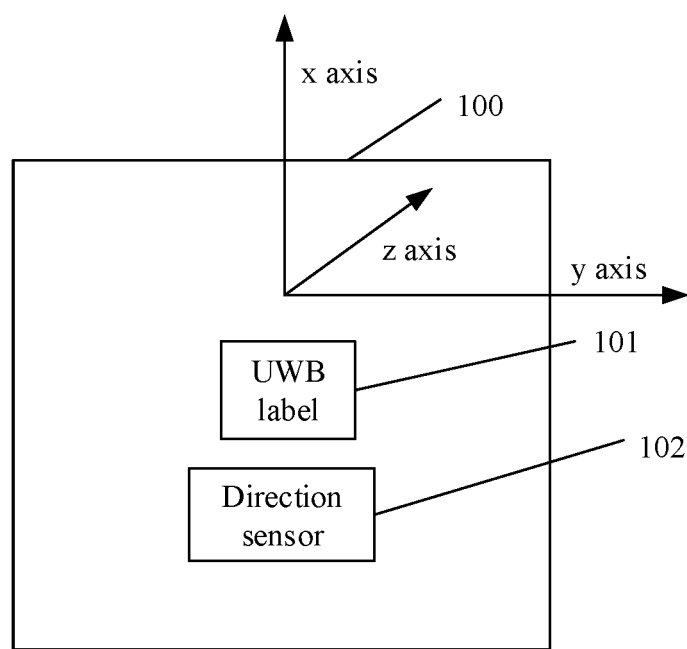 x axis
100
z axis
y axis
101
UWB
label
102
Direction
sensor